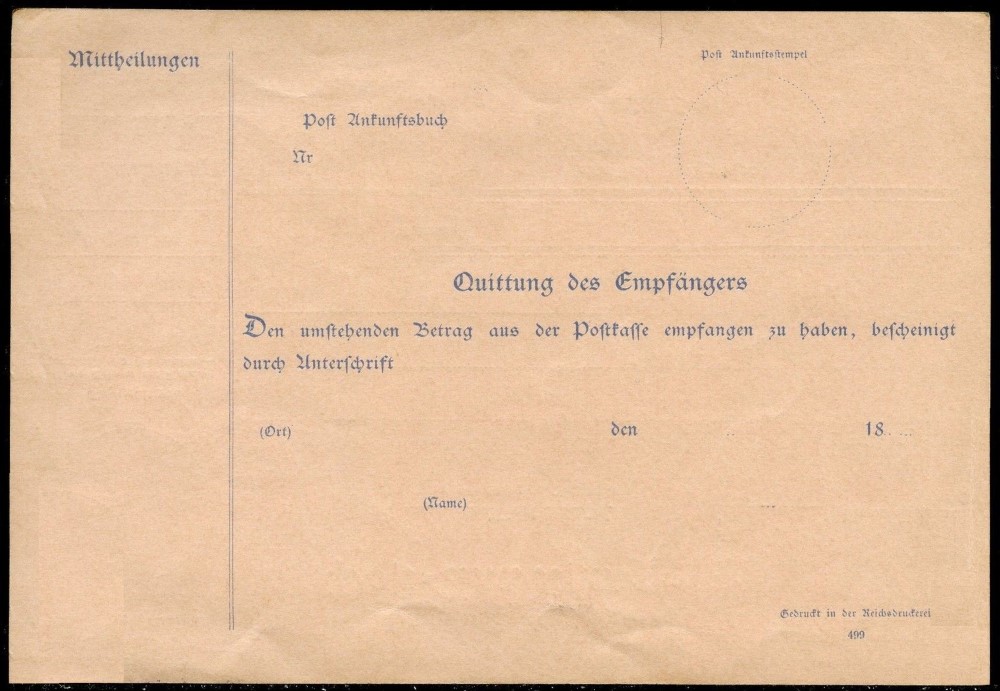 Mittheilungen
Post Ankunftsstempel
Post Ankunftsbuch
Nr
Quittung des Empfängers
Den umstehenden Betrag aus der Postkasse empfangen zu haben, bescheinigt
durch Unterschrift
(Ort) den 18
(Name)
Gedruckt in der Reichsdruckerei
499